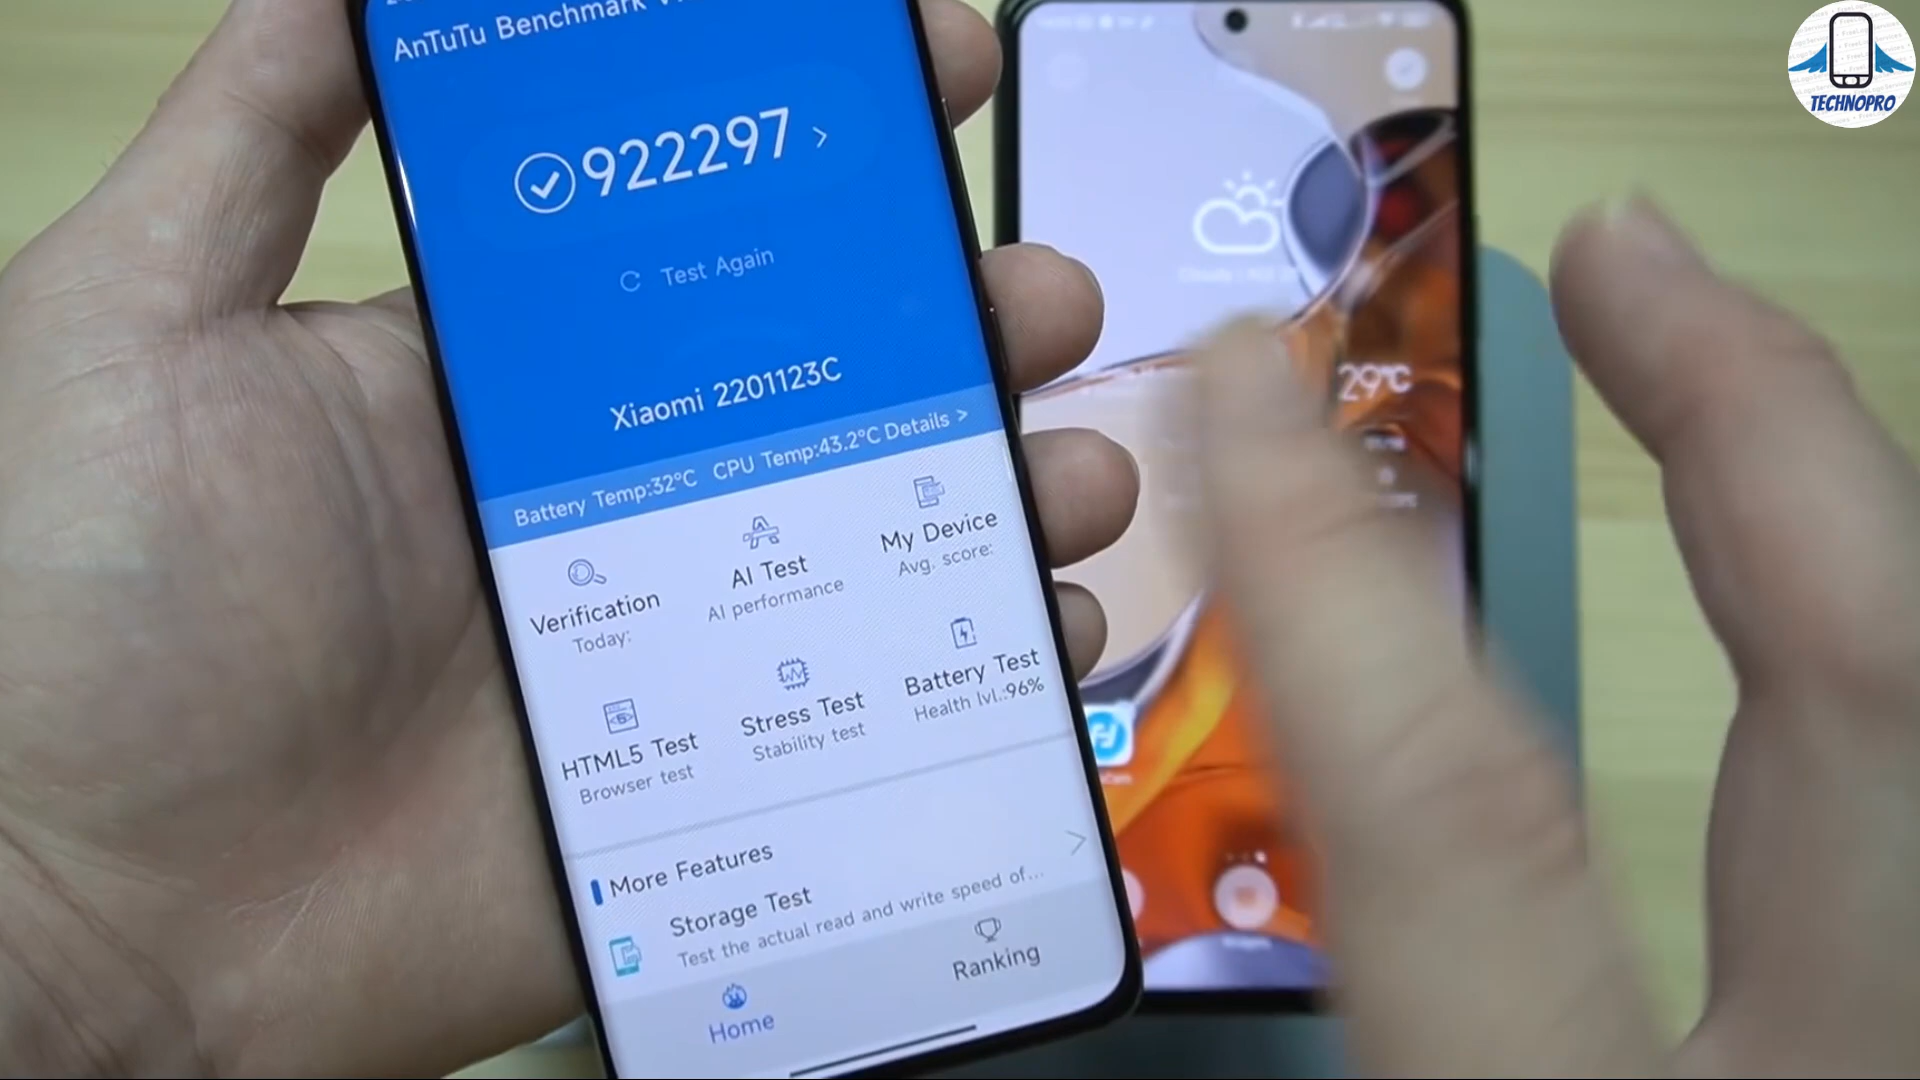 AnTuTu Benchmark
922297
Test Again
Xiaomi 2201123C
Battery Temp:32°C CPU Temp:43.2°C Details >
Verification
Today:
AI Test
AI performance
My Device
Avg. score:
HTML5 Test
Browser test
Stress Test
Stability test
Battery Test
Health lvl.:96%
More Features
Storage Test
Test the actual read and write speed of...
Home
Ranking
29°C
TECHNOPRO